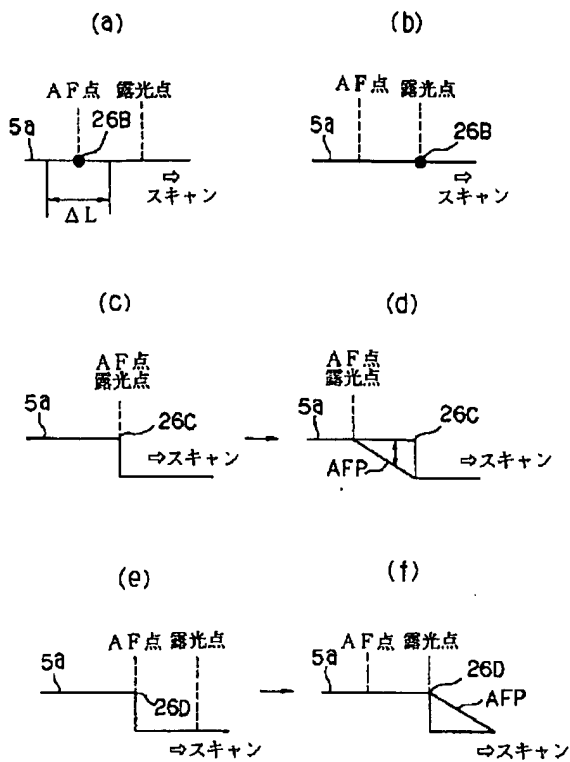 (a)
AF点 露光点
5a
26B
⇨
スキャン
ΔL
(b)
AF点 露光点
5a
26B
⇨
スキャン
(c)
AF点
露光点
5a
26C
⇨スキャン
(d)
AF点
露光点
5a
26C
⇨スキャン
AFP
(e)
AF点 露光点
5a
26D
⇨スキャン
(f)
AF点 露光点
5a
26D
AFP
⇨スキャン